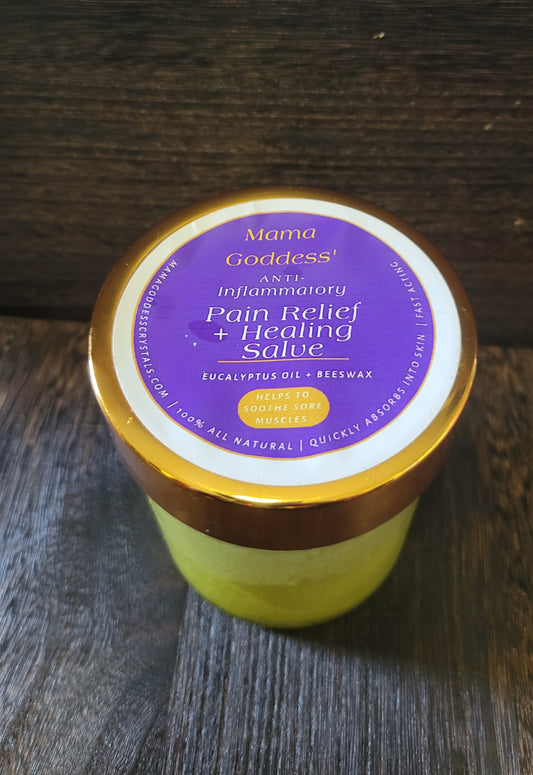 Mama
Goddess'
ANTI-
Inflammatory
Pain Relief
+ Healing
Salve
EUCALYPTUS OIL + BEESWAX
HELPS TO
SOOTHE SORE
MUSCLES
MAMAGODDESSCRYSTALS.COM | 100% ALL NATURAL | QUICKLY ABSORBS INTO SKIN | FAST ACTING